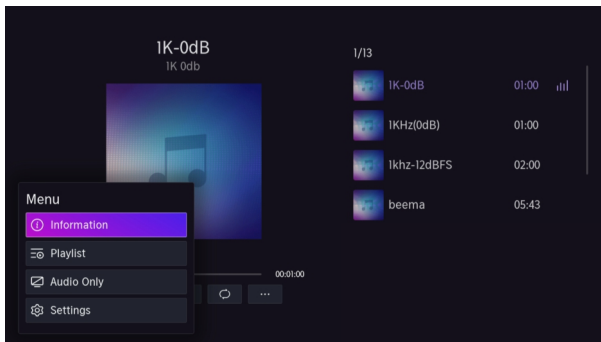 1K-0dB
1K 0db
1/13
1K-0dB 01:00
1KHz(0dB) 01:00
1khz-12dBFS 02:00
beema 05:43
Menu
Information
Playlist
Audio Only
Settings
00:01:00